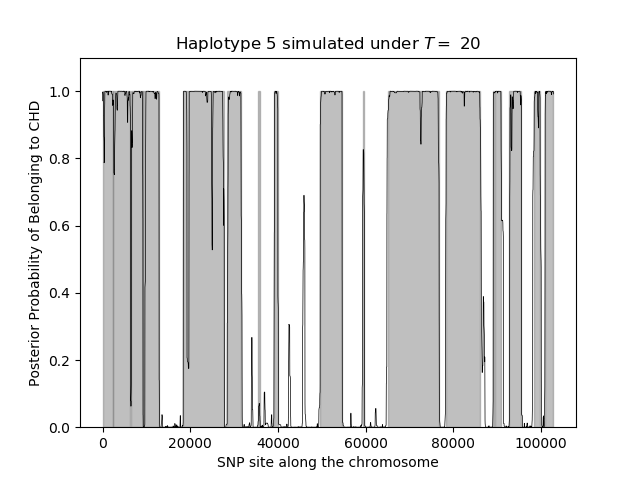 Haplotype 5 simulated under T = 20
Posterior Probability of Belonging to CHD
1.0
0.8
0.6
0.4
0.2
0.0
0 20000 40000 60000 80000 100000
SNP site along the chromosome